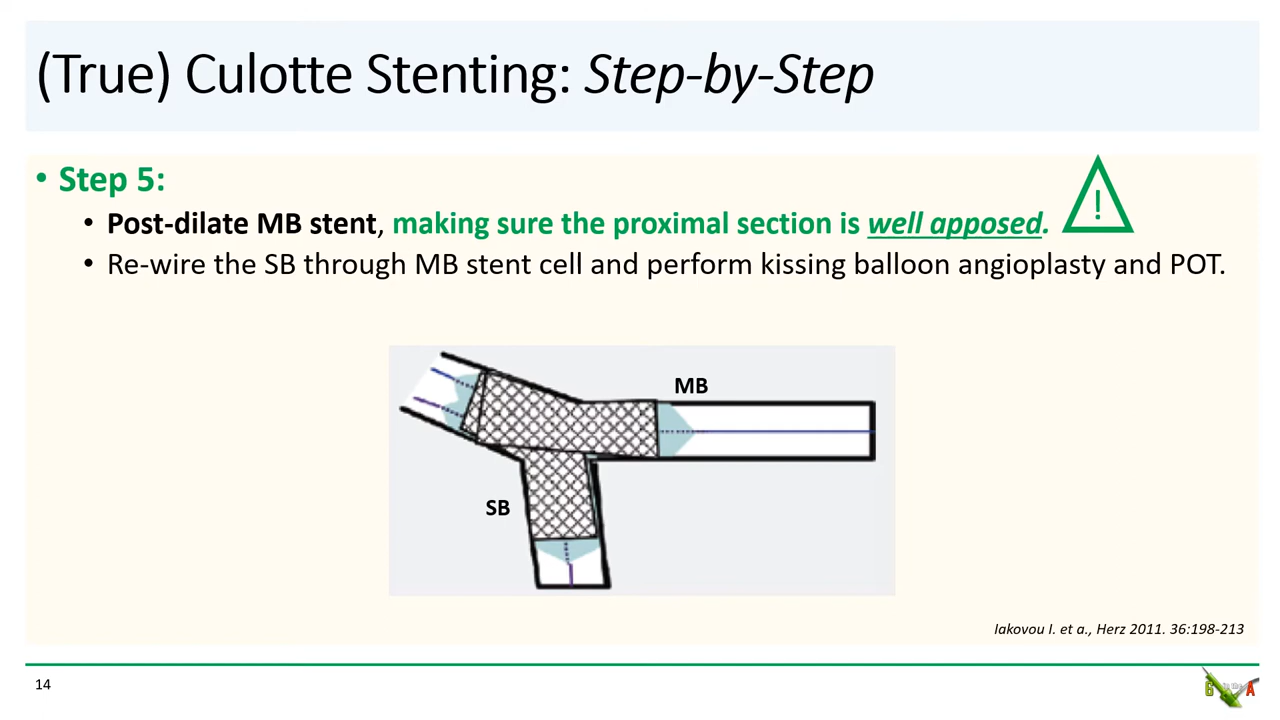 (True) Culotte Stenting: Step-by-Step
• Step 5:
• Post-dilate MB stent, making sure the proximal section is well apposed.
!
• Re-wire the SB through MB stent cell and perform kissing balloon angioplasty and POT.
MB
SB
Iakovou I. et a., Herz 2011. 36:198-213
14
G in the A